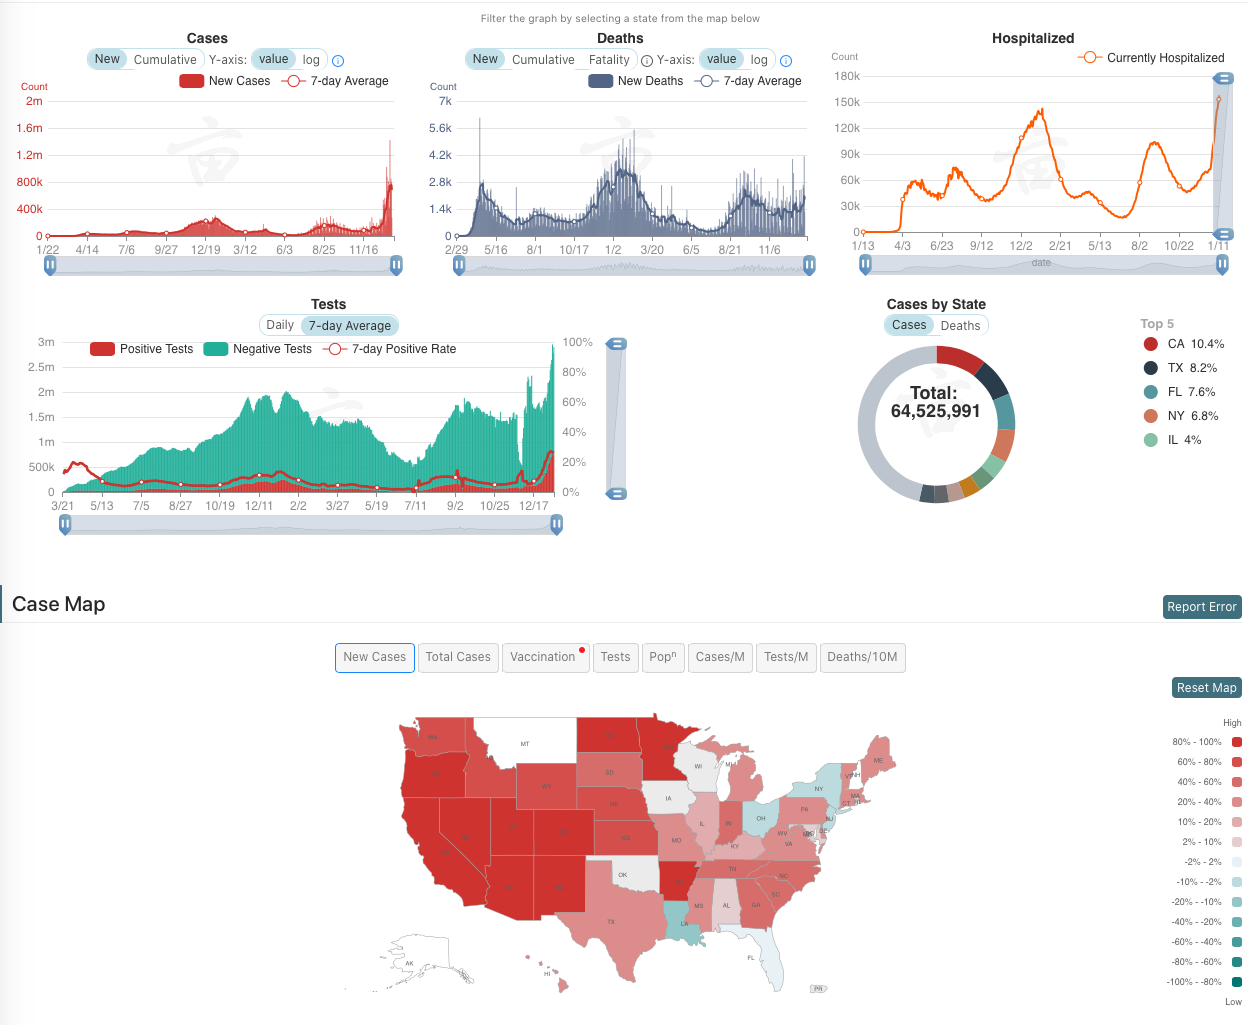 Filter the graph by selecting a state from the map below
Cases
New Cumulative Y-axis: value log
New Cases 7-day Average
Count
2m
1.6m
1.2m
800k
400k
0
1/22 4/14 7/6 9/27 12/19 3/12 6/3 8/25 11/16
Deaths
New Cumulative Fatality Y-axis: value log
New Deaths 7-day Average
Count
7k
5.6k
4.2k
2.8k
1.4k
0
2/29 5/16 8/1 10/17 1/2 3/20 6/5 8/21 11/6
Hospitalized
Count
Currently Hospitalized
180k
150k
120k
90k
60k
30k
0
1/13 4/3 6/23 9/12 12/2 2/21 5/13 8/2 10/22 1/11
date
Tests
Daily 7-day Average
Positive Tests Negative Tests 7-day Positive Rate
3m
2.5m
2m
1.5m
1m
500k
0
100%
80%
60%
40%
20%
0%
3/21 5/13 7/5 8/27 10/19 12/11 2/2 3/27 5/19 7/11 9/2 10/25 12/17
Cases by State
Cases Deaths
Total:
64,525,991
Top 5
CA 10.4%
TX 8.2%
FL 7.6%
NY 6.8%
IL 4%
Case Map
Report Error
New Cases Total Cases Vaccination Tests Popⁿ Cases/M Tests/M Deaths/10M
Reset Map
High
80% - 100%
60% - 80%
40% - 60%
20% - 40%
10% - 20%
2% - 10%
-2% - 2%
-10% - -2%
-20% - -10%
-40% - -20%
-60% - -40%
-80% - -60%
-100% - -80%
Low
WA
MT
ME
WI
MI
VT
NH
SD
WY
NY
MA
CT
IA
PA
NJ
OH
IL
IN
DE
WV
VA
MO
KY
KS
TN
NC
OK
SC
MS
AL
GA
TX
LA
FL
AK
HI
PR